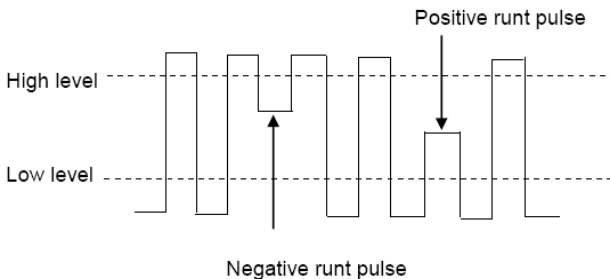 Positive runt pulse
High level
Low level
Negative runt pulse